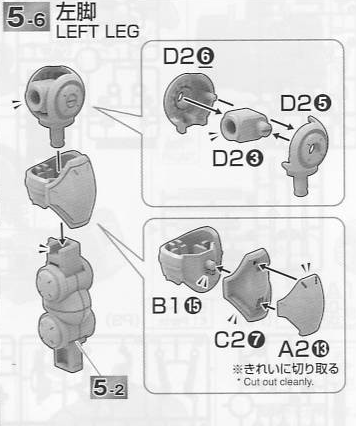 5-6 左脚
LEFT LEG
D2❻
D2❺
D2❸
B1⓯
C2❼
A2⓭
※きれいに切り取る
* Cut out cleanly.
5-2